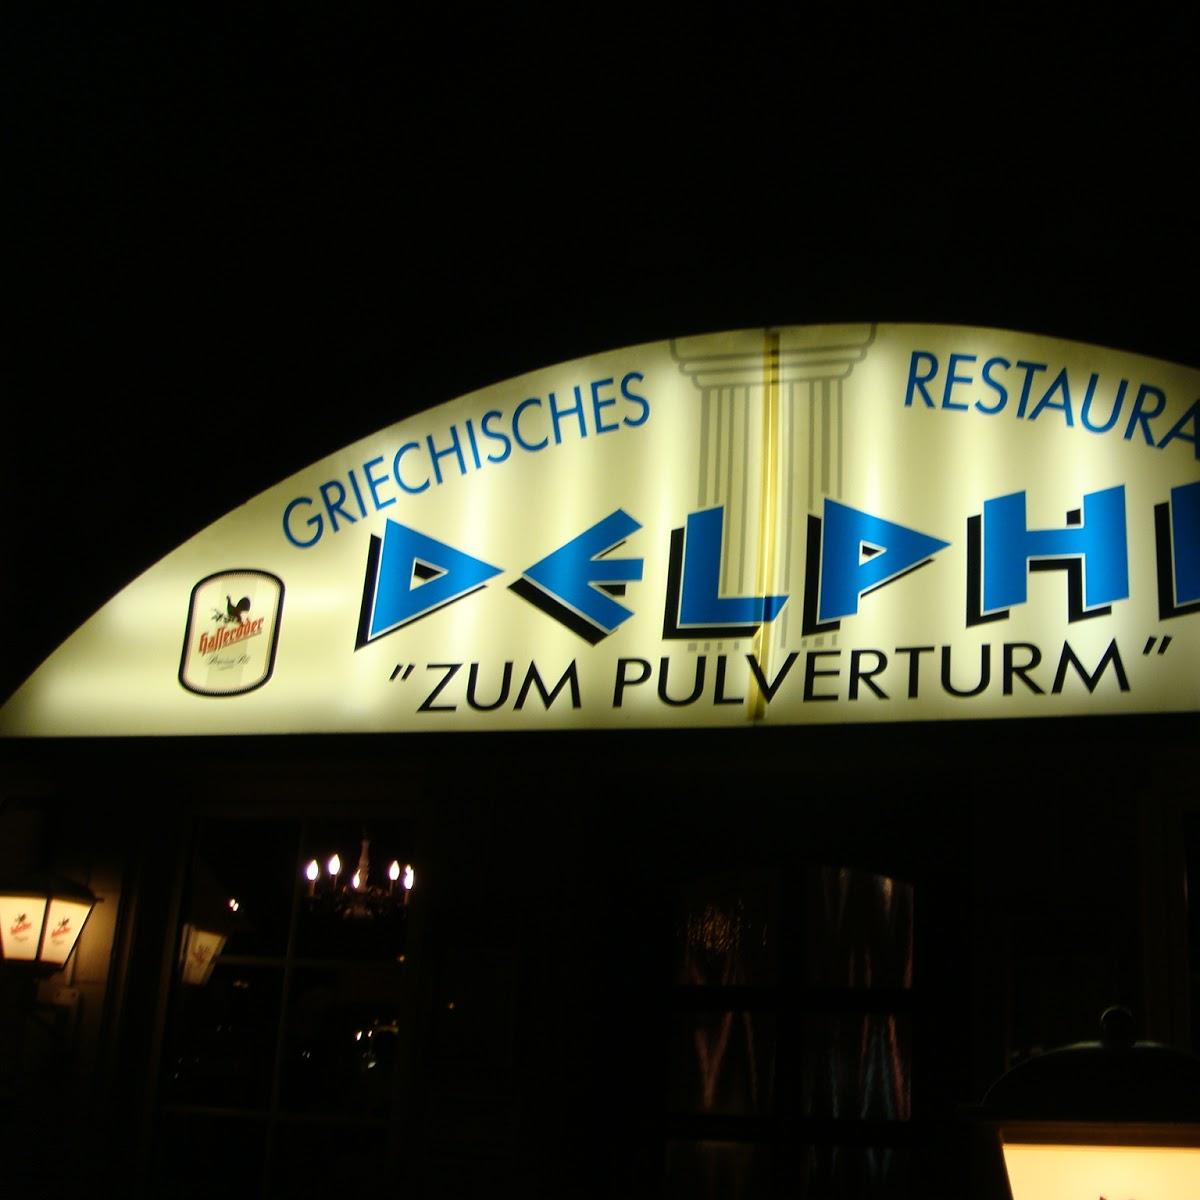 GRIECHISCHES RESTAURA
DELPHI
"ZUM PULVERTURM"
Hasseröder